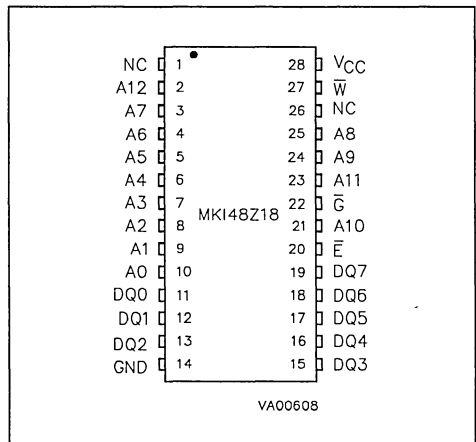 NC 1 28 VCC
A12 2 27 W̅
A7 3 26 NC
A6 4 25 A8
A5 5 24 A9
A4 6 23 A11
A3 7 22 G̅
MKI48Z18
A2 8 21 A10
A1 9 20 E̅
A0 10 19 DQ7
DQ0 11 18 DQ6
DQ1 12 17 DQ5
DQ2 13 16 DQ4
GND 14 15 DQ3
VA00608